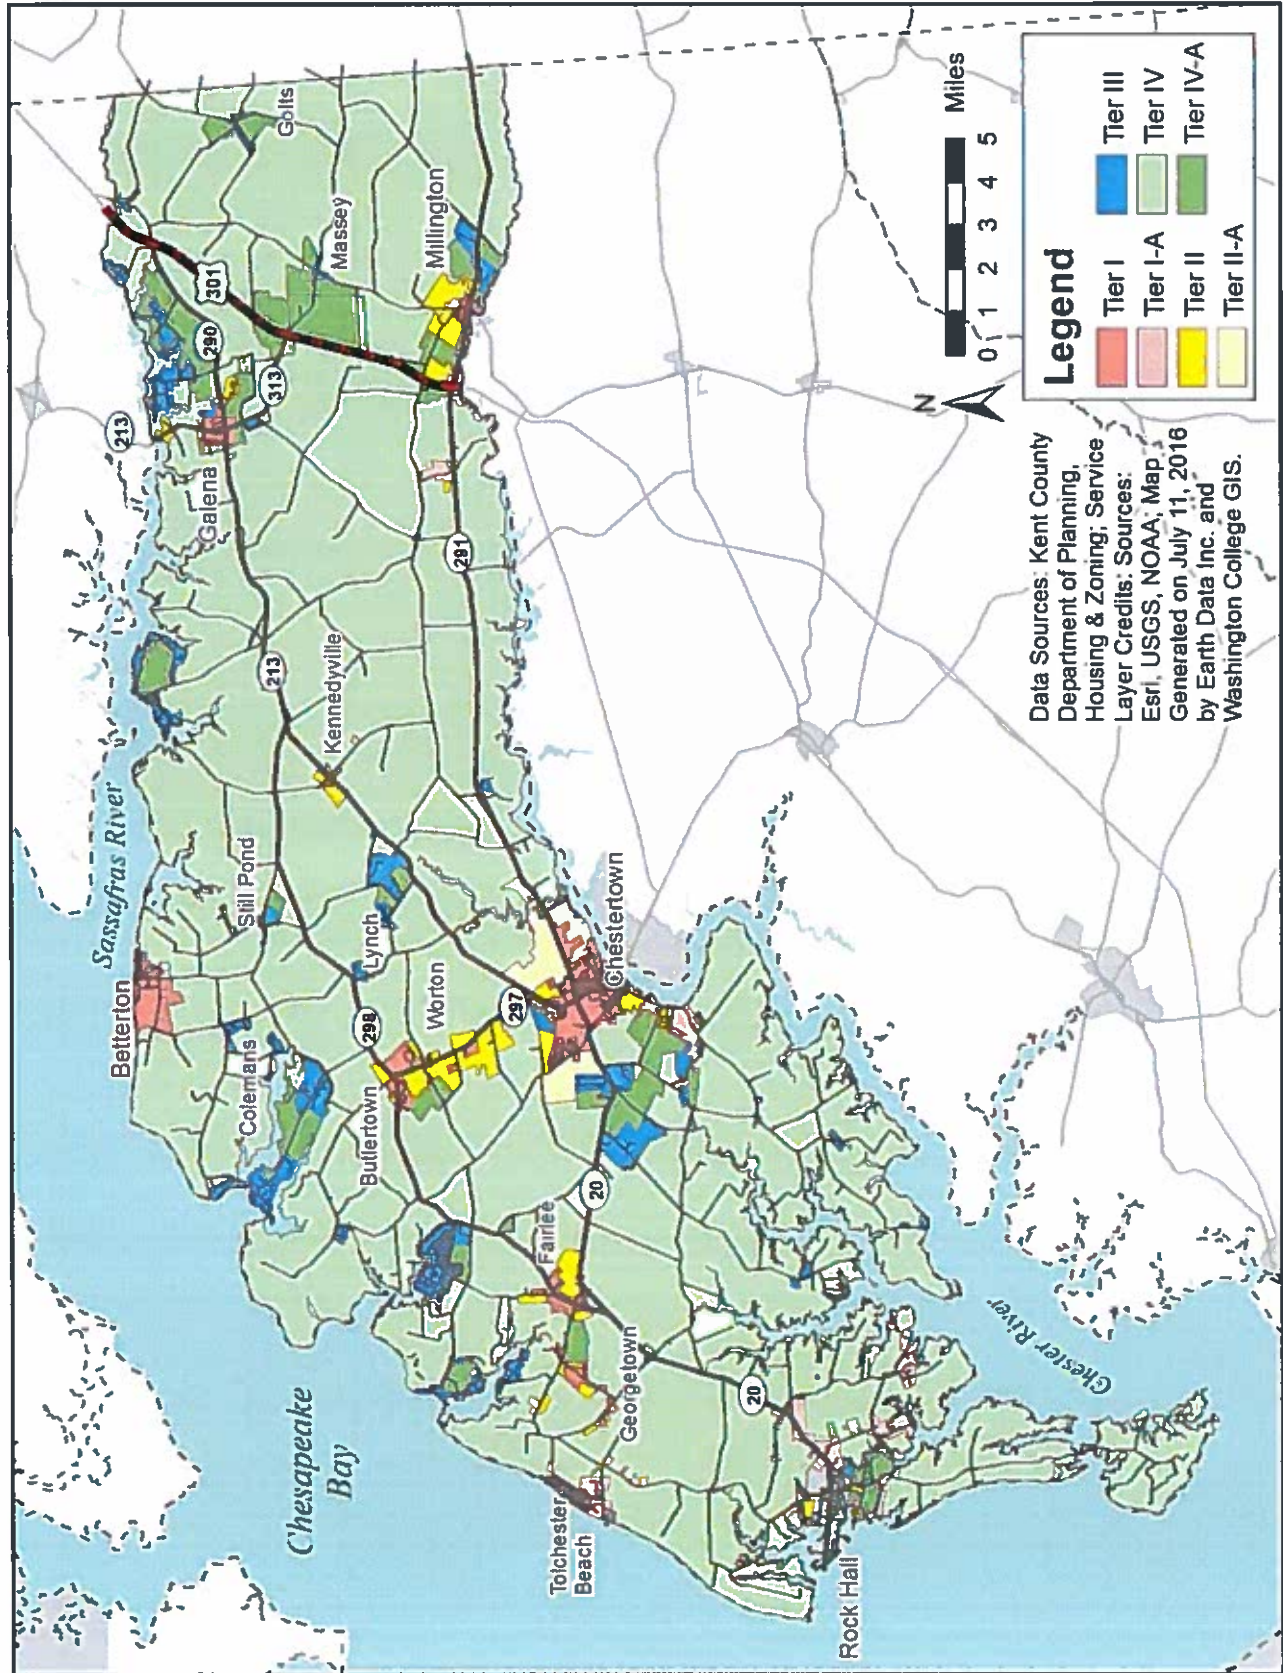 Chesapeake
Bay
Sassafras River
Chester River
Betterton
Colemans
Still Pond
Lynch
Butlertown
Worton
Kennedyville
Galena
Golts
Massey
Millington
Chestertown
Fairlee
Georgetown
Tolchester
Beach
Rock Hall
213
290
313
301
213
291
298
297
20
20
N
0 1 2 3 4 5 Miles
Data Sources: Kent County
Department of Planning,
Housing & Zoning; Service
Layer Credits: Sources:
Esri, USGS, NOAA; Map
Generated on July 11, 2016
by Earth Data Inc. and
Washington College GIS.
Legend
Tier I
Tier I-A
Tier II
Tier II-A
Tier III
Tier IV
Tier IV-A